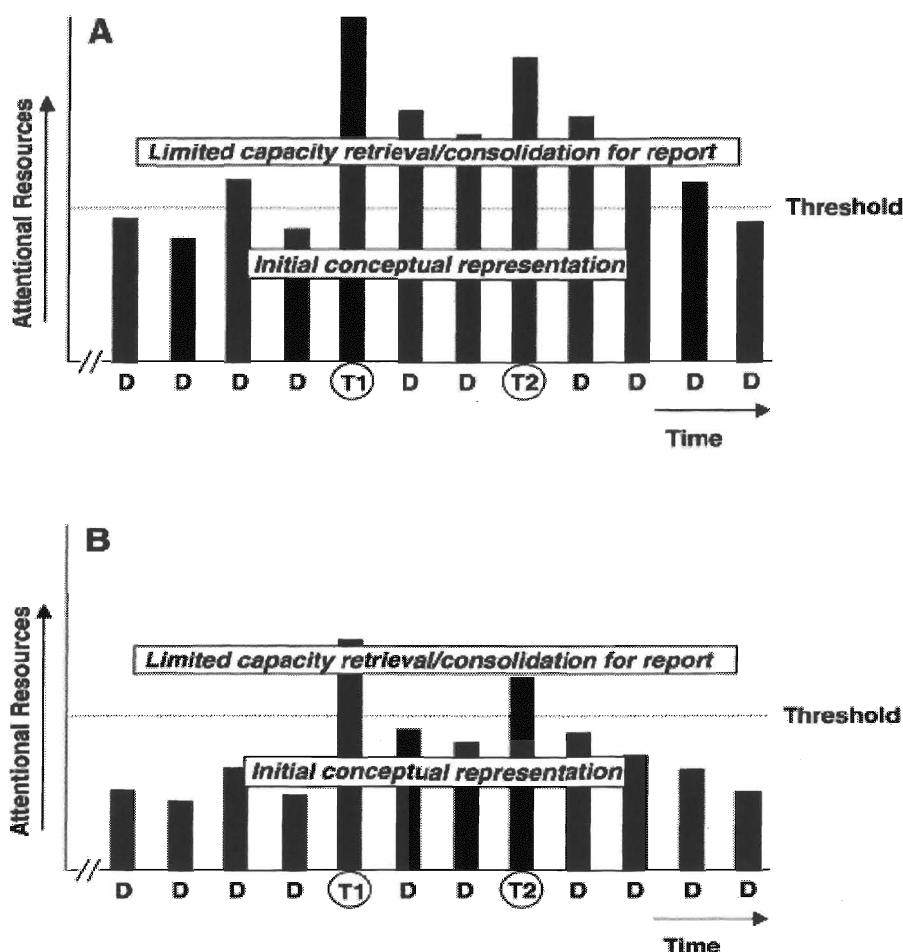 A
Attentional Resources
Limited capacity retrieval/consolidation for report
Threshold
Initial conceptual representation
D D D D T1 D D T2 D D D D
Time
B
Attentional Resources
Limited capacity retrieval/consolidation for report
Threshold
Initial conceptual representation
D D D D T1 D D T2 D D D D
Time